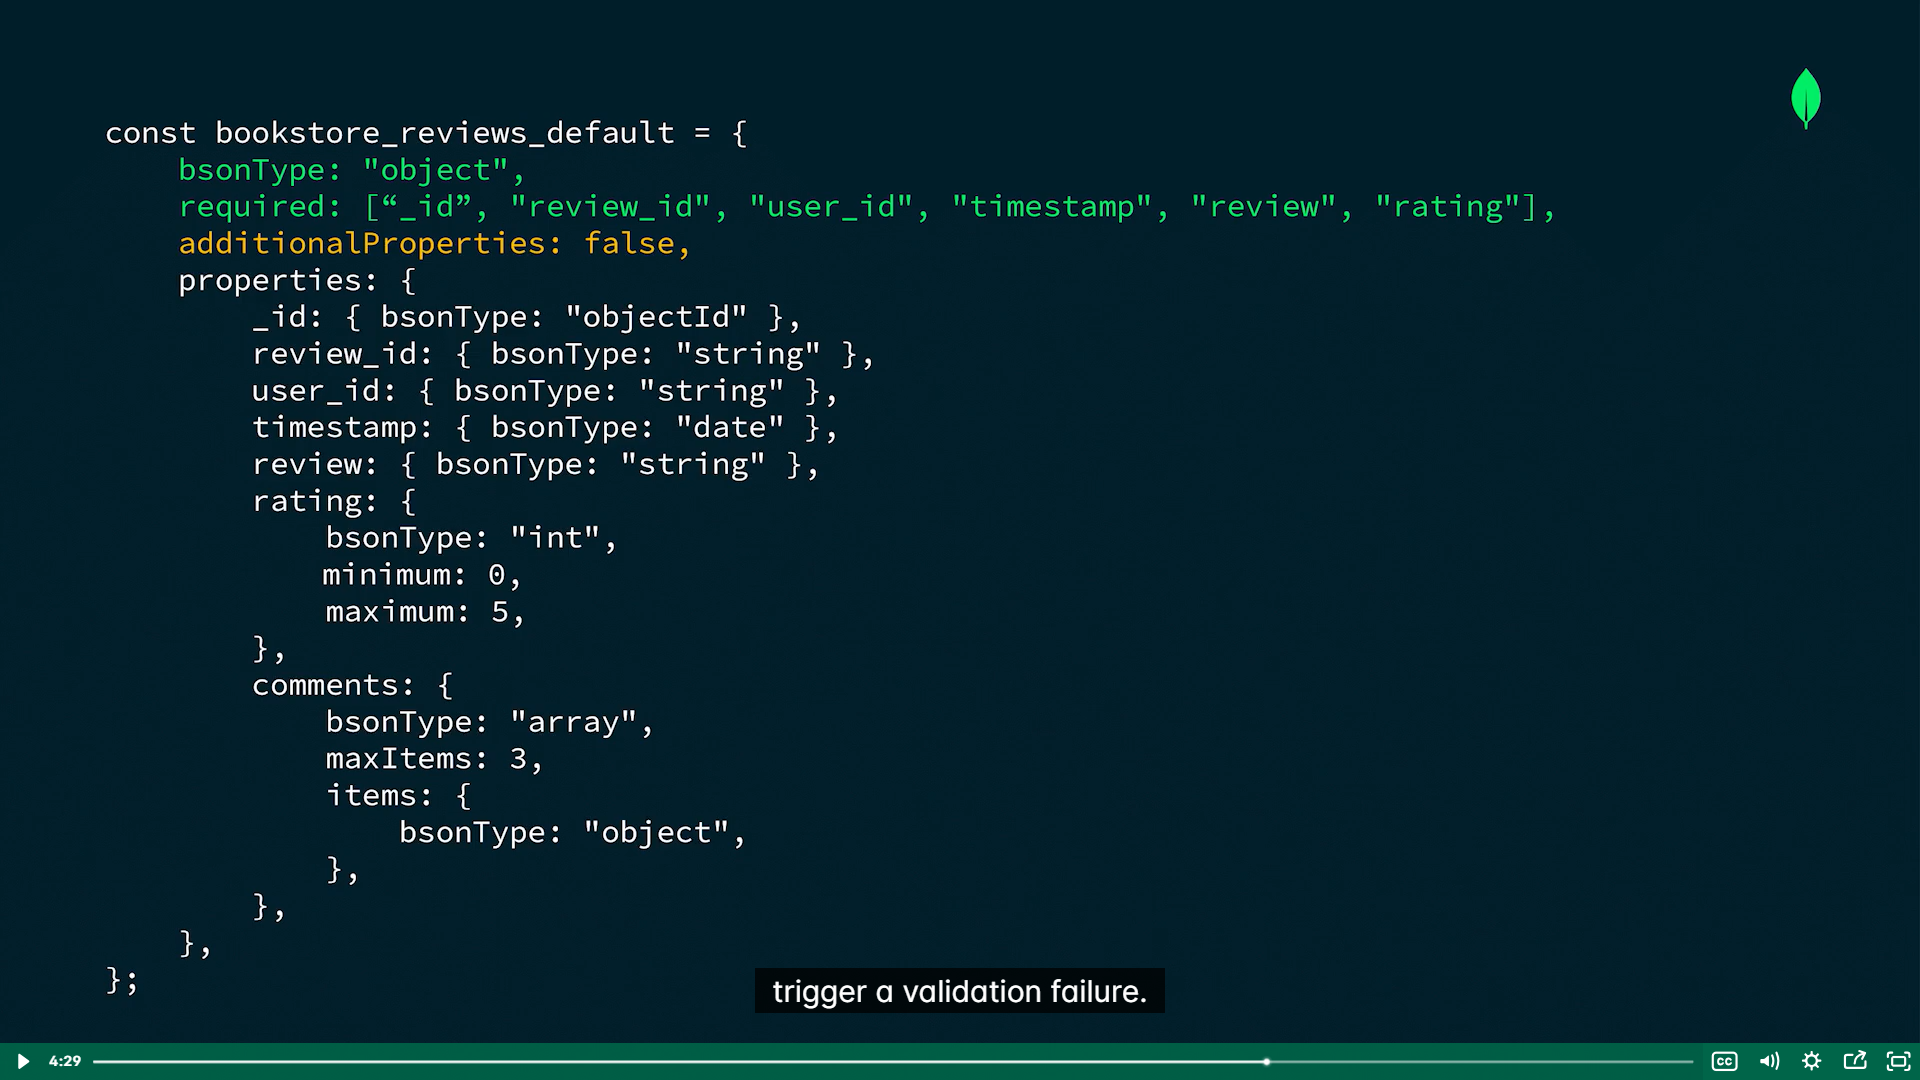 const bookstore_reviews_default = {
bsonType: "object",
required: [“_id”, "review_id", "user_id", "timestamp", "review", "rating"],
additionalProperties: false,
properties: {
_id: { bsonType: "objectId" },
review_id: { bsonType: "string" },
user_id: { bsonType: "string" },
timestamp: { bsonType: "date" },
review: { bsonType: "string" },
rating: {
bsonType: "int",
minimum: 0,
maximum: 5,
},
comments: {
bsonType: "array",
maxItems: 3,
items: {
bsonType: "object",
},
},
},
};
trigger a validation failure.
4:29
CC